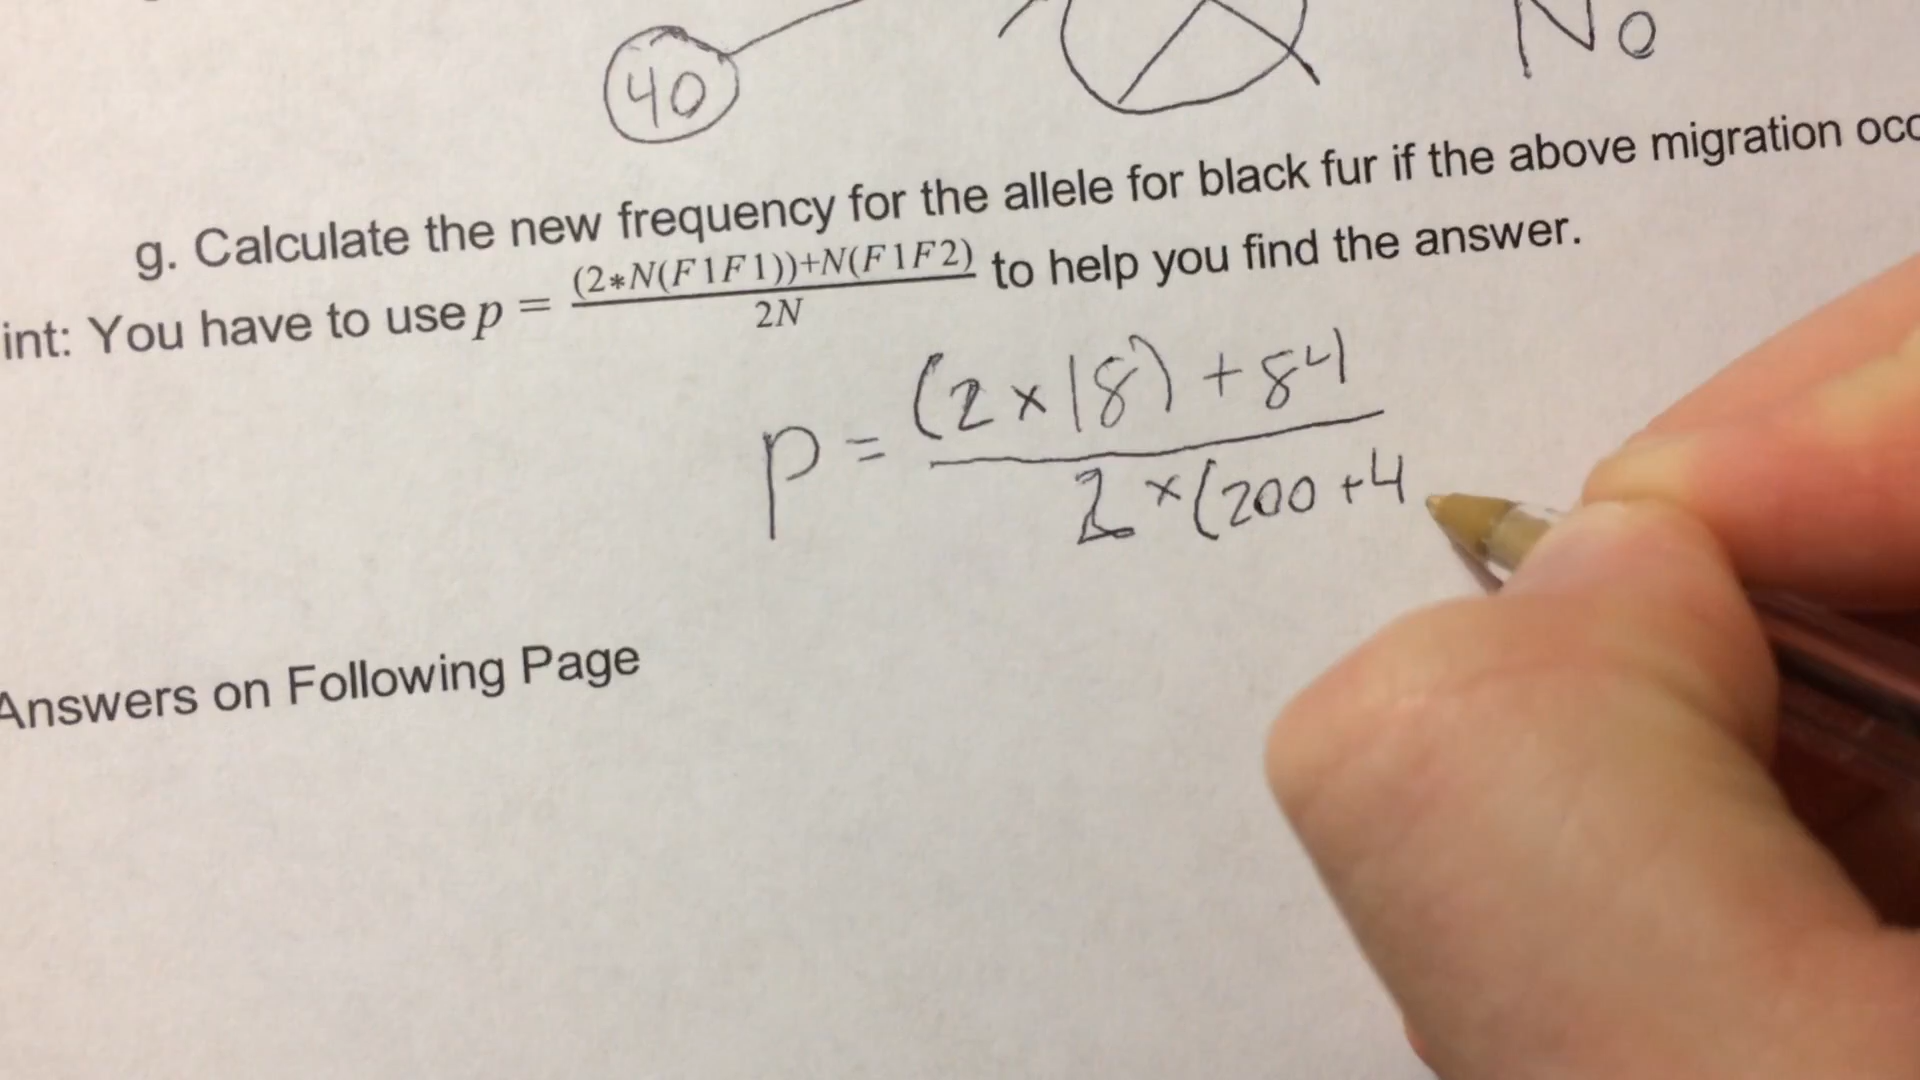 40
No
g. Calculate the new frequency for the allele for black fur if the above migration occ
int: You have to use p = (2*N(F1F1))+N(F1F2) / 2N to help you find the answer.
p = (2 × 18) + 84 / 2 × (200 + 4
Answers on Following Page